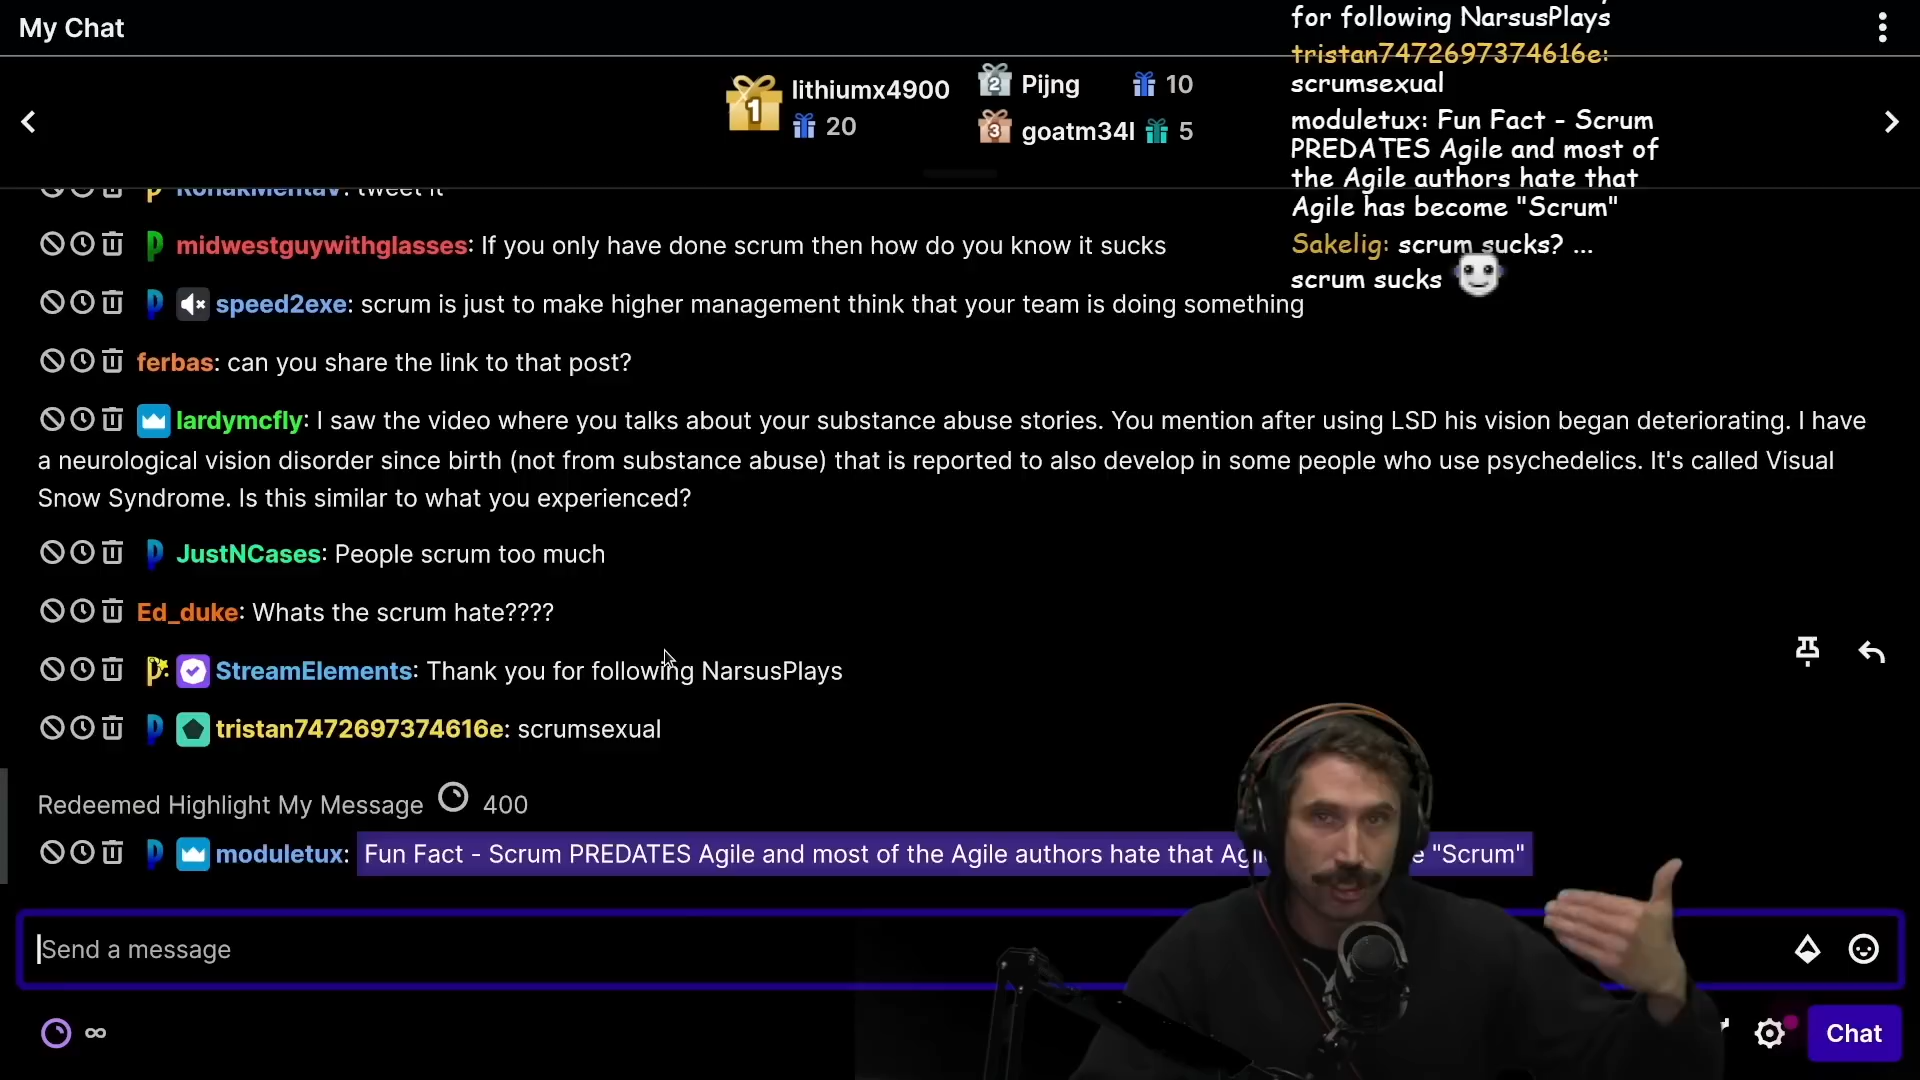 My Chat
for following NarsusPlays
tristan7472697374616e:
scrumsexual
moduletux: Fun Fact - Scrum
PREDATES Agile and most of
the Agile authors hate that
Agile has become "Scrum"
Sakelig: scrum sucks? ...
scrum sucks
1 lithiumx4900
20
2 Pijng 10
3 goatm34l 5
RonakMehtaV: tweet it
midwestguywithglasses: If you only have done scrum then how do you know it sucks
speed2exe: scrum is just to make higher management think that your team is doing something
ferbas: can you share the link to that post?
lardymcfly: I saw the video where you talks about your substance abuse stories. You mention after using LSD his vision began deteriorating. I have
a neurological vision disorder since birth (not from substance abuse) that is reported to also develop in some people who use psychedelics. It's called Visual
Snow Syndrome. Is this similar to what you experienced?
JustNCases: People scrum too much
Ed_duke: Whats the scrum hate????
StreamElements: Thank you for following NarsusPlays
tristan7472697374616e: scrumsexual
Redeemed Highlight My Message 400
moduletux: Fun Fact - Scrum PREDATES Agile and most of the Agile authors hate that Agi e "Scrum"
Send a message
∞
Chat